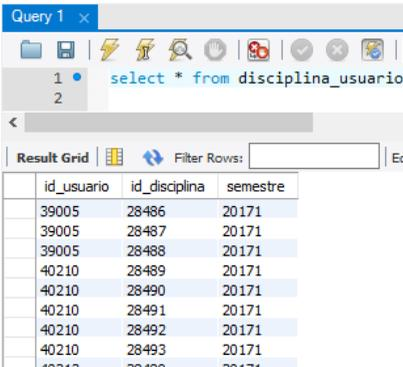 Query 1
1 select * from disciplina_usuario
2
Result Grid Filter Rows:
id_usuario id_disciplina semestre
39005 28486 20171
39005 28487 20171
39005 28488 20171
40210 28489 20171
40210 28490 20171
40210 28491 20171
40210 28492 20171
40210 28493 20171